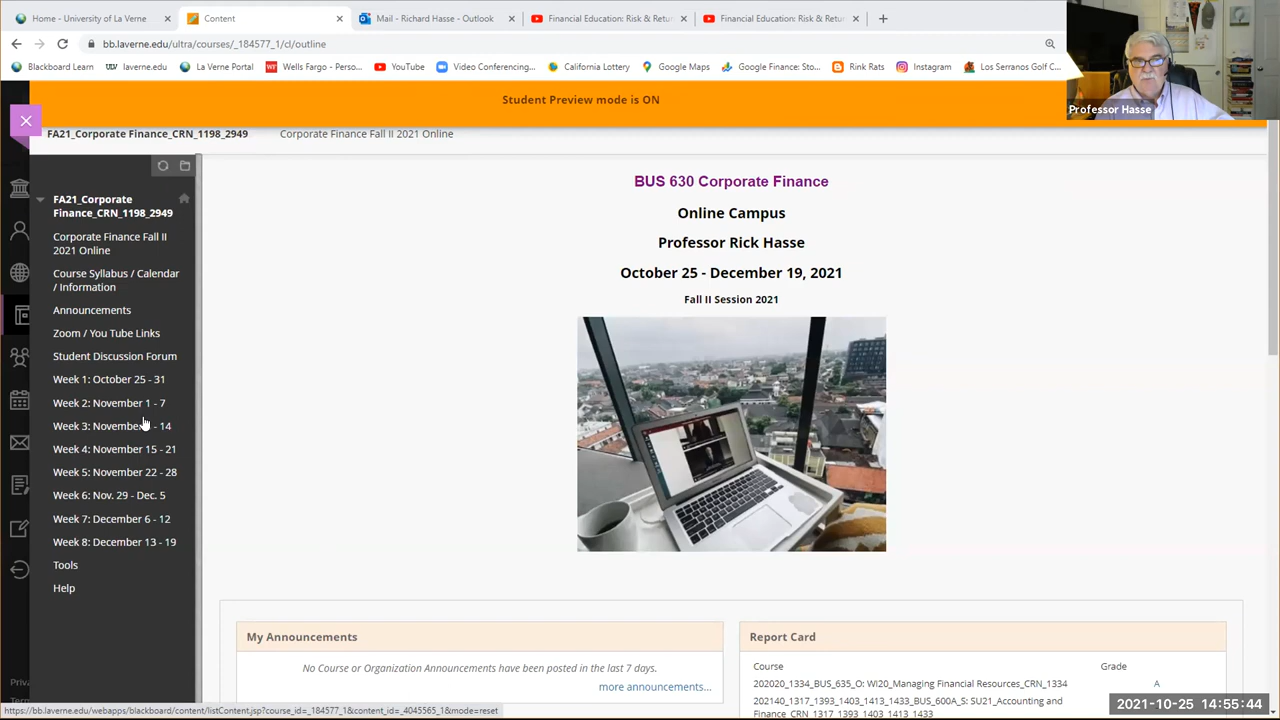 Home - University of La Verne
Content
Mail - Richard Hasse - Outlook
Financial Education: Risk & Retu
Financial Education: Risk & Retu
bb.laverne.edu/ultra/courses/_184577_1/cl/outline
Blackboard Learn
laverne.edu
La Verne Portal
Wells Fargo - Perso...
YouTube
Video Conferencing...
California Lottery
Google Maps
Google Finance: Sto...
Rink Rats
Instagram
Los Serranos Golf C...
Student Preview mode is ON
Professor Hasse
FA21_Corporate Finance_CRN_1198_2949
Corporate Finance Fall II 2021 Online
FA21_Corporate
Finance_CRN_1198_2949
Corporate Finance Fall II
2021 Online
Course Syllabus / Calendar
/ Information
Announcements
Zoom / You Tube Links
Student Discussion Forum
Week 1: October 25 - 31
Week 2: November 1 - 7
Week 3: November - 14
Week 4: November 15 - 21
Week 5: November 22 - 28
Week 6: Nov. 29 - Dec. 5
Week 7: December 6 - 12
Week 8: December 13 - 19
Tools
Help
BUS 630 Corporate Finance
Online Campus
Professor Rick Hasse
October 25 - December 19, 2021
Fall II Session 2021
My Announcements
No Course or Organization Announcements have been posted in the last 7 days.
more announcements...
Report Card
Course
Grade
202020_1334_BUS_635_O: WI20_Managing Financial Resources_CRN_1334
A
202140_1317_1393_1403_1413_1433_BUS_600A_S: SU21_Accounting and
Finance_CRN_1317_1393_1403_1413_1433
Priva
Term
https://bb.laverne.edu/webapps/blackboard/content/listContent.jsp?course_id=_184577_1&content_id=_4045565_1&mode=reset
2021-10-25 14:55:44